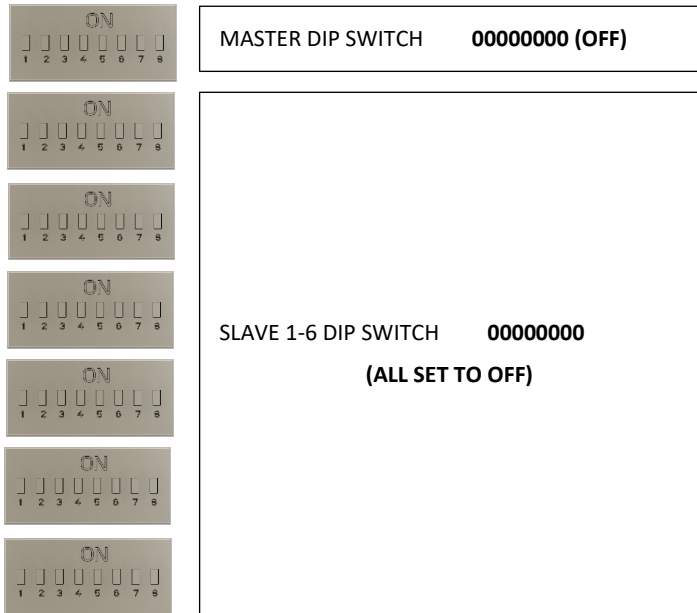 ON
1 2 3 4 5 6 7 8
MASTER DIP SWITCH 00000000 (OFF)
ON
1 2 3 4 5 6 7 8
ON
1 2 3 4 5 6 7 8
ON
1 2 3 4 5 6 7 8
SLAVE 1-6 DIP SWITCH 00000000
(ALL SET TO OFF)
ON
1 2 3 4 5 6 7 8
ON
1 2 3 4 5 6 7 8
ON
1 2 3 4 5 6 7 8